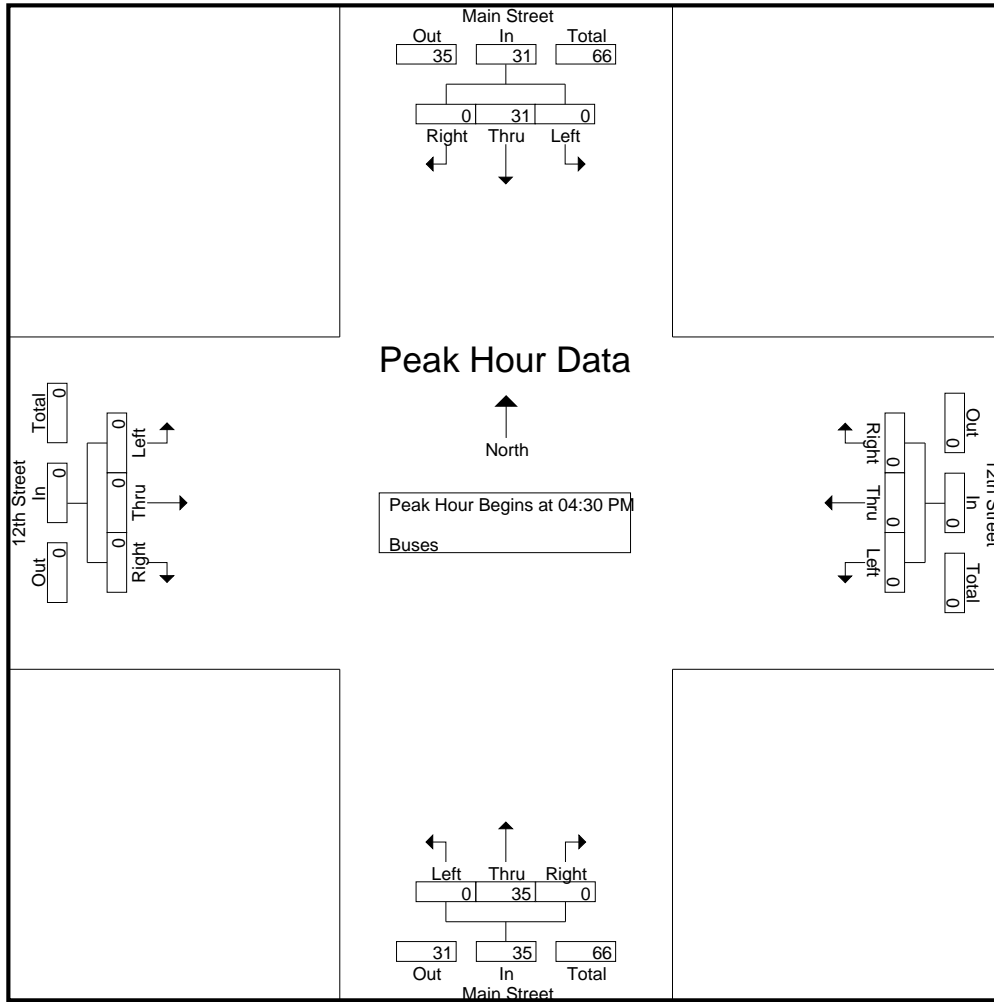 Main Street
Out In Total
35 31 66
0 31 0
Right Thru Left
Peak Hour Data
North
Peak Hour Begins at 04:30 PM
Buses
12th Street
Out In Total
0 0 0
Right Thru Left
0 0 0
12th Street
Total In Out
0 0 0
Left Thru Right
0 0 0
Left Thru Right
0 35 0
31 35 66
Out In Total
Main Street